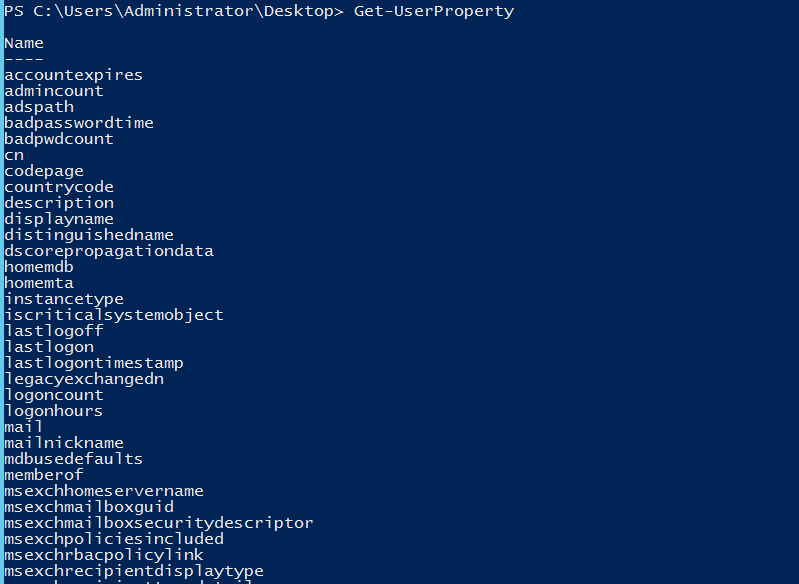 PS C:\Users\Administrator\Desktop> Get-UserProperty
Name
----
accountexpires
admincount
adspath
badpasswordtime
badpwdcount
cn
codepage
countrycode
description
displayname
distinguishedname
dscorepropagationdata
homemdb
homemta
instancetype
iscriticalsystemobject
lastlogoff
lastlogon
lastlogontimestamp
legacyexchangedn
logoncount
logonhours
mail
mailnickname
mdbusedefaults
memberof
msexchhomeservername
msexchmailboxguid
msexchmailboxsecuritydescriptor
msexchpoliciesincluded
msexchrbacpolicylink
msexchrecipientdisplaytype